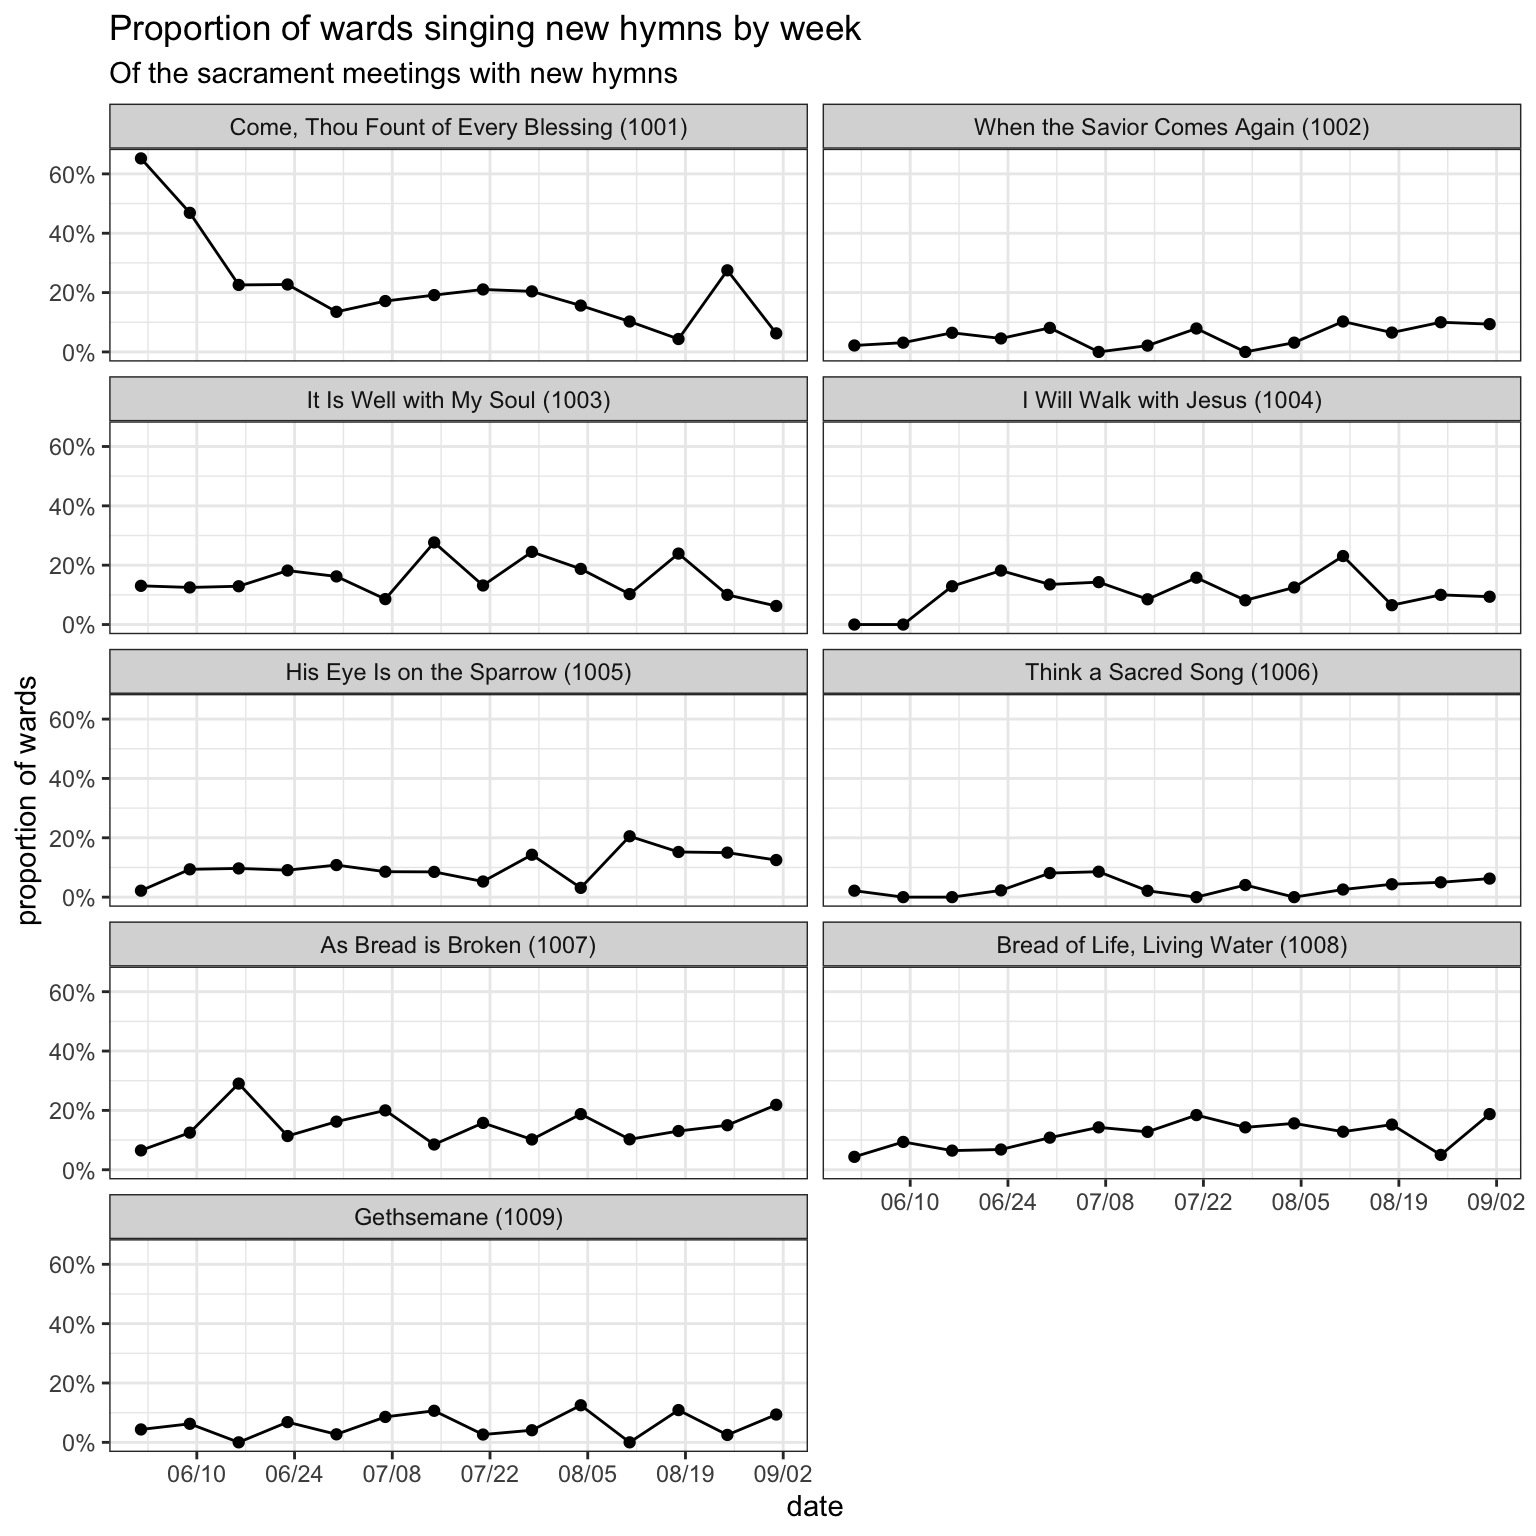 Proportion of wards singing new hymns by week
Of the sacrament meetings with new hymns
Come, Thou Fount of Every Blessing (1001)
When the Savior Comes Again (1002)
60%
40%
20%
0%
It Is Well with My Soul (1003)
I Will Walk with Jesus (1004)
60%
40%
20%
0%
His Eye Is on the Sparrow (1005)
Think a Sacred Song (1006)
60%
40%
20%
0%
proportion of wards
As Bread is Broken (1007)
Bread of Life, Living Water (1008)
60%
40%
20%
0%
06/10 06/24 07/08 07/22 08/05 08/19 09/02
Gethsemane (1009)
60%
40%
20%
0%
06/10 06/24 07/08 07/22 08/05 08/19 09/02
date